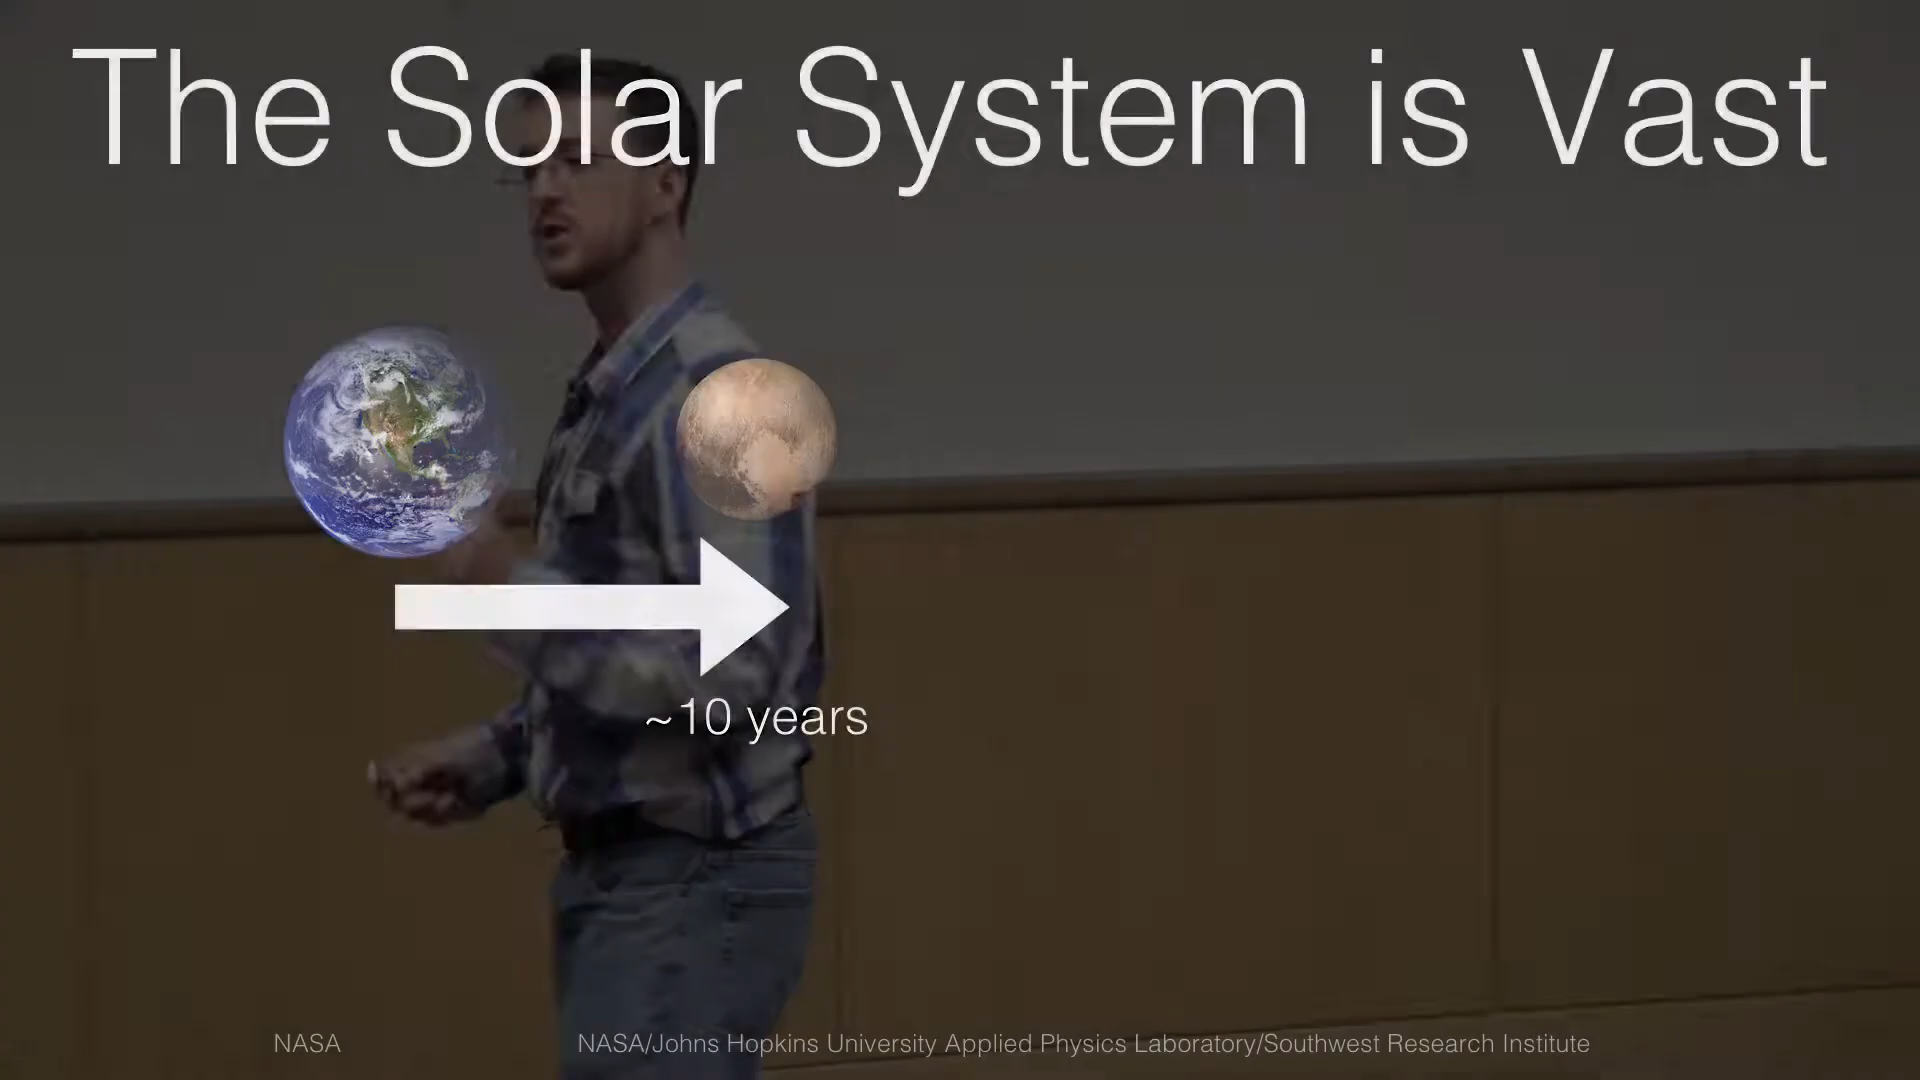 The Solar System is Vast
~10 years
NASA
NASA/Johns Hopkins University Applied Physics Laboratory/Southwest Research Institute